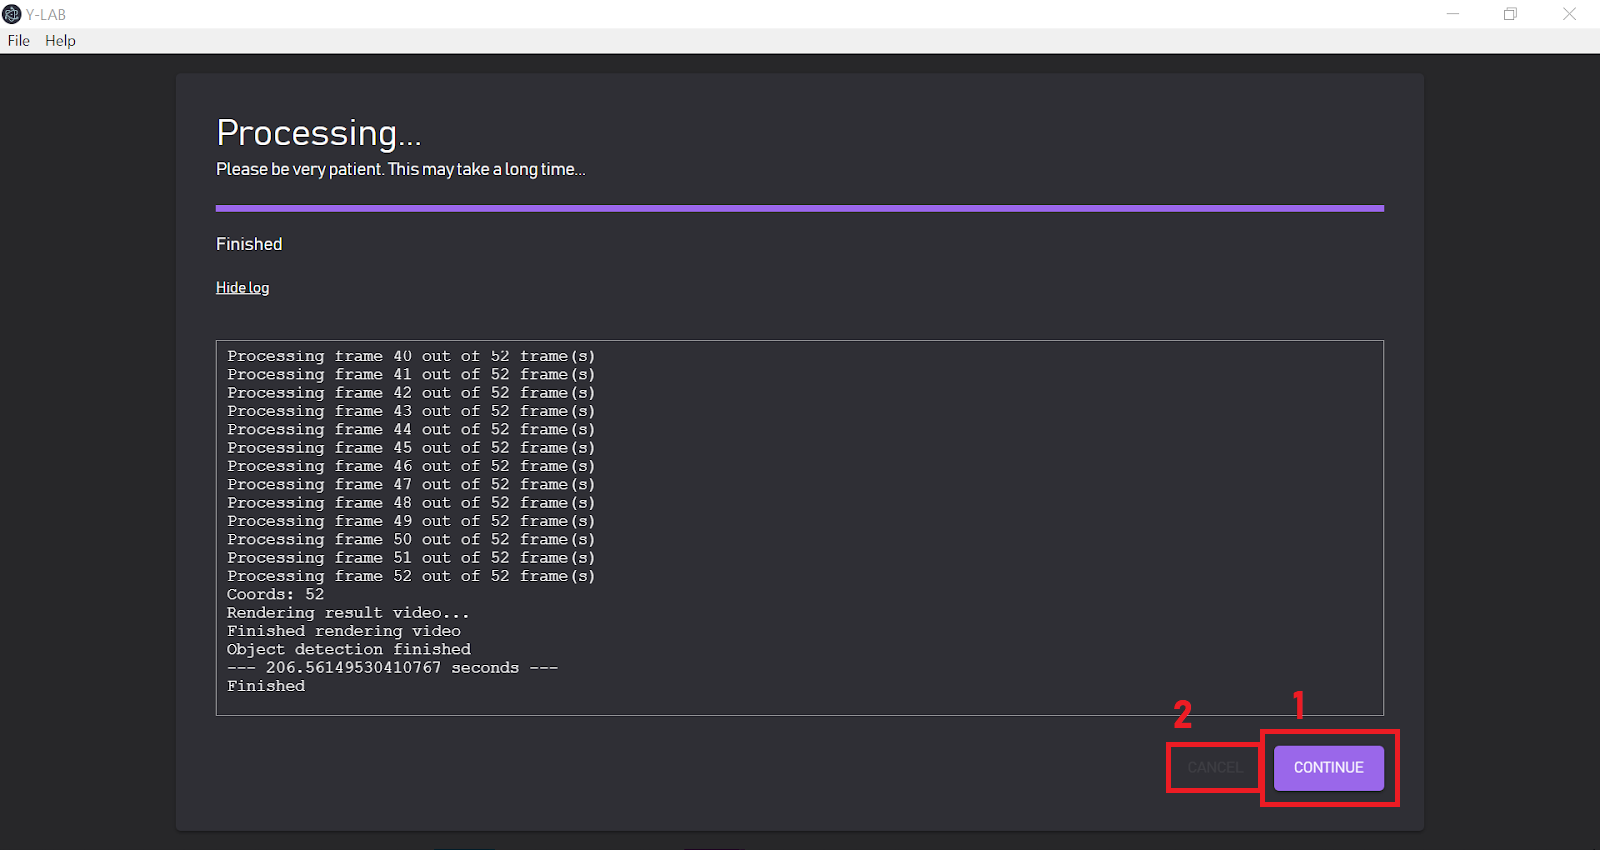 Y-LAB
File Help
Processing...
Please be very patient. This may take a long time...
Finished
Hide log
Processing frame 40 out of 52 frame(s)
Processing frame 41 out of 52 frame(s)
Processing frame 42 out of 52 frame(s)
Processing frame 43 out of 52 frame(s)
Processing frame 44 out of 52 frame(s)
Processing frame 45 out of 52 frame(s)
Processing frame 46 out of 52 frame(s)
Processing frame 47 out of 52 frame(s)
Processing frame 48 out of 52 frame(s)
Processing frame 49 out of 52 frame(s)
Processing frame 50 out of 52 frame(s)
Processing frame 51 out of 52 frame(s)
Processing frame 52 out of 52 frame(s)
Coords: 52
Rendering result video...
Finished rendering video
Object detection finished
--- 206.56149530410767 seconds ---
Finished
2 1
CANCEL CONTINUE